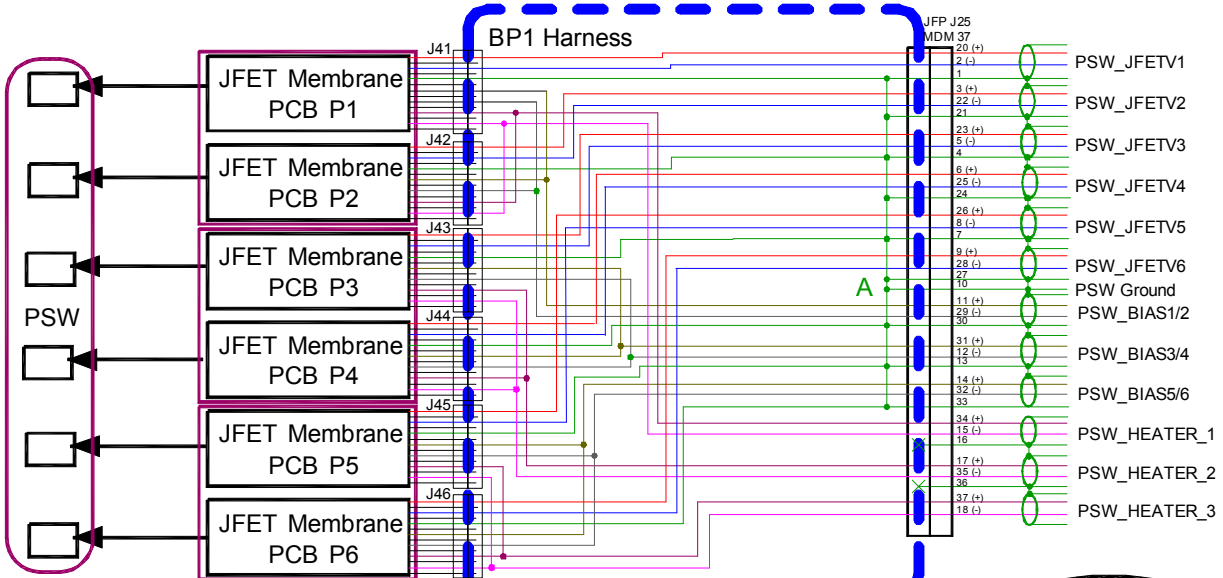 JFP J25
MDM 37
BP1 Harness
J41
JFET Membrane
PCB P1
J42
JFET Membrane
PCB P2
J43
JFET Membrane
PCB P3
PSW
J44
JFET Membrane
PCB P4
J45
JFET Membrane
PCB P5
J46
JFET Membrane
PCB P6
A
20 (+)
2 (-)
1
PSW_JFETV1
3 (+)
22 (-)
21
PSW_JFETV2
23 (+)
5 (-)
4
PSW_JFETV3
6 (+)
25 (-)
24
PSW_JFETV4
26 (+)
8 (-)
7
PSW_JFETV5
9 (+)
28 (-)
27
PSW_JFETV6
10
PSW Ground
11 (+)
29 (-)
30
PSW_BIAS1/2
31 (+)
12 (-)
13
PSW_BIAS3/4
14 (+)
32 (-)
33
PSW_BIAS5/6
34 (+)
15 (-)
16
PSW_HEATER_1
17 (+)
35 (-)
36
PSW_HEATER_2
37 (+)
18 (-)
PSW_HEATER_3